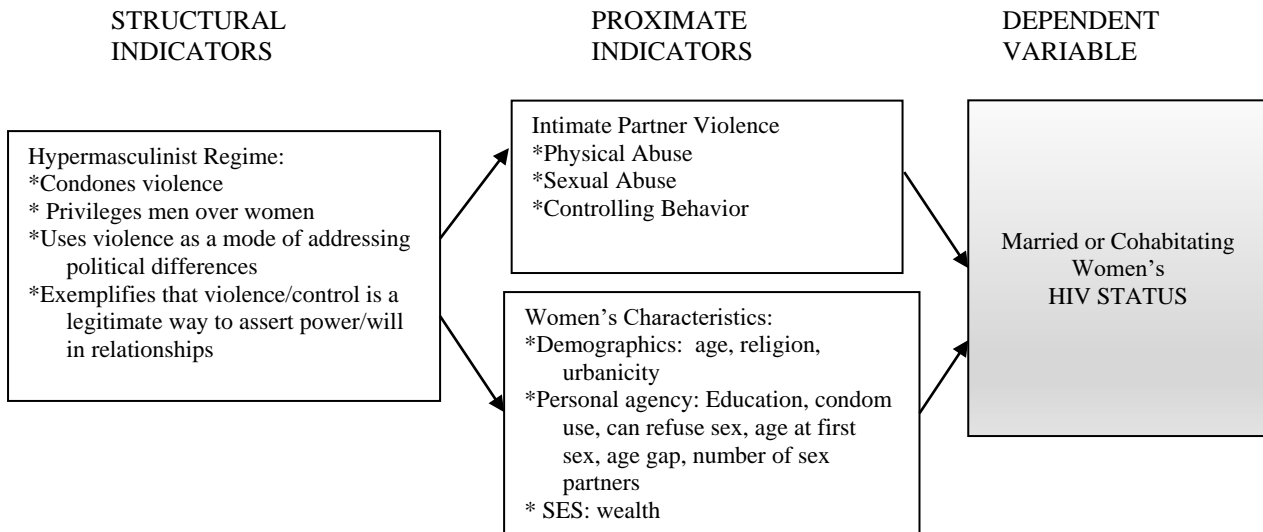 STRUCTURAL
INDICATORS
PROXIMATE
INDICATORS
DEPENDENT
VARIABLE
Hypermasculinist Regime:
*Condones violence
* Privileges men over women
*Uses violence as a mode of addressing
political differences
*Exemplifies that violence/control is a
legitimate way to assert power/will
in relationships
Intimate Partner Violence
*Physical Abuse
*Sexual Abuse
*Controlling Behavior
Women's Characteristics:
*Demographics: age, religion,
urbanicity
*Personal agency: Education, condom
use, can refuse sex, age at first
sex, age gap, number of sex
partners
* SES: wealth
Married or Cohabitating
Women's
HIV STATUS